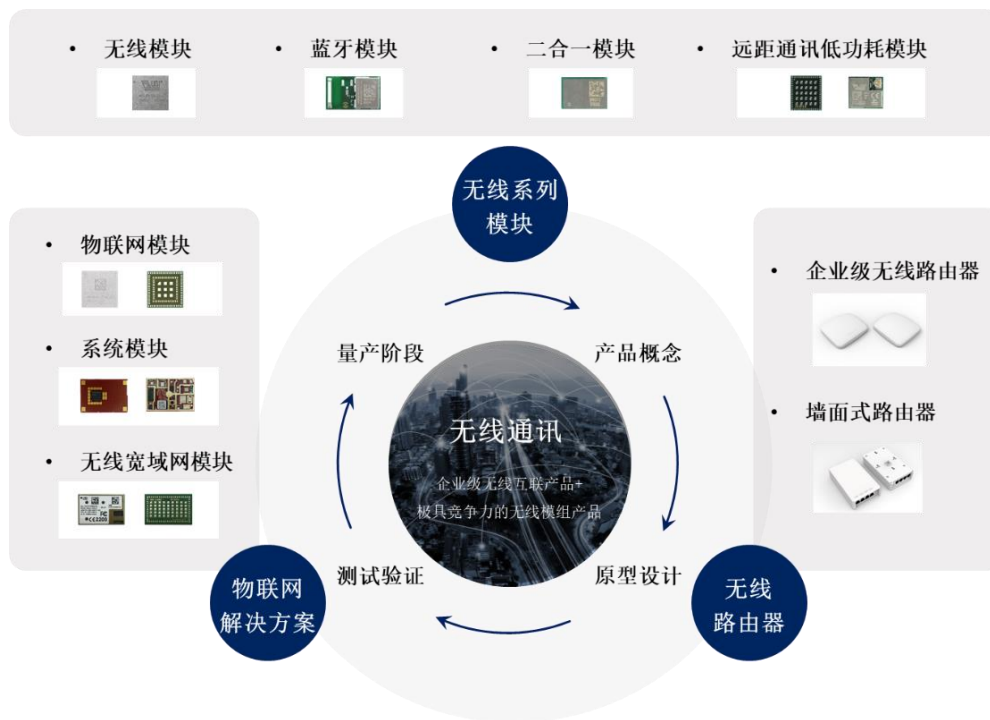 • 无线模块
• 蓝牙模块
• 二合一模块
• 远距通讯低功耗模块
无线系列
模块
• 物联网模块
• 系统模块
• 无线宽域网模块
• 企业级无线路由器
• 墙面式路由器
量产阶段
产品概念
无线通讯
企业级无线互联产品+
极具竞争力的无线模组产品
测试验证
原型设计
物联网
解决方案
无线
路由器